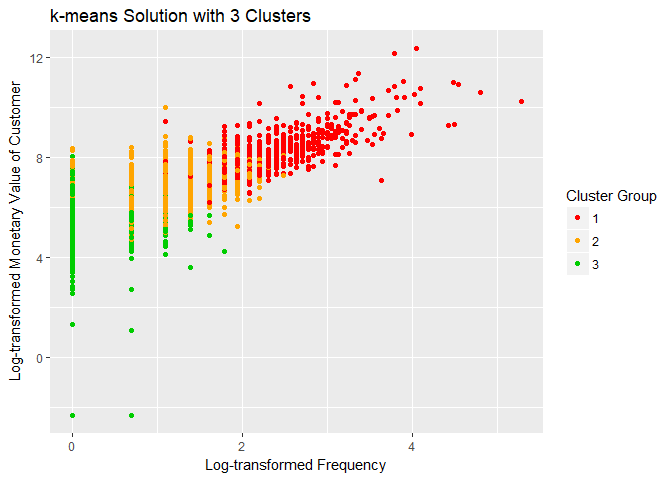 k-means Solution with 3 Clusters
12
8
4
0
Log-transformed Monetary Value of Customer
0 2 4
Log-transformed Frequency
Cluster Group
1
2
3